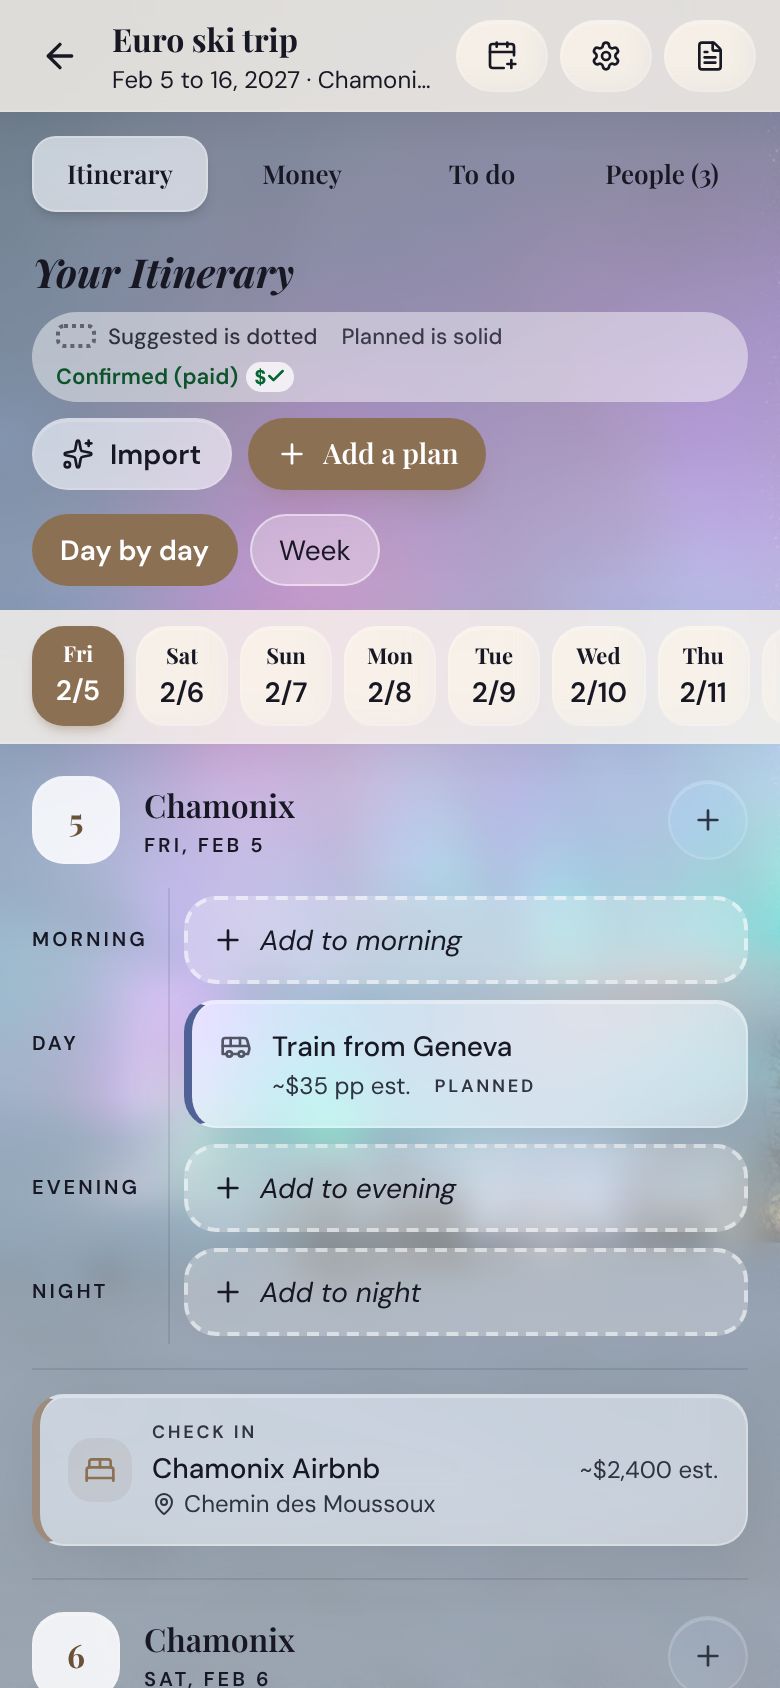 Euro ski trip
Feb 5 to 16, 2027 · Chamoni...
Itinerary Money To do People (3)
Your Itinerary
Suggested is dotted Planned is solid
Confirmed (paid) $✓
Import + Add a plan
Day by day Week
Fri Sat Sun Mon Tue Wed Thu
2/5 2/6 2/7 2/8 2/9 2/10 2/11
5 Chamonix
FRI, FEB 5
MORNING + Add to morning
DAY Train from Geneva
~$35 pp est. PLANNED
EVENING + Add to evening
NIGHT + Add to night
CHECK IN
Chamonix Airbnb ~$2,400 est.
Chemin des Moussoux
6 Chamonix
SAT, FEB 6